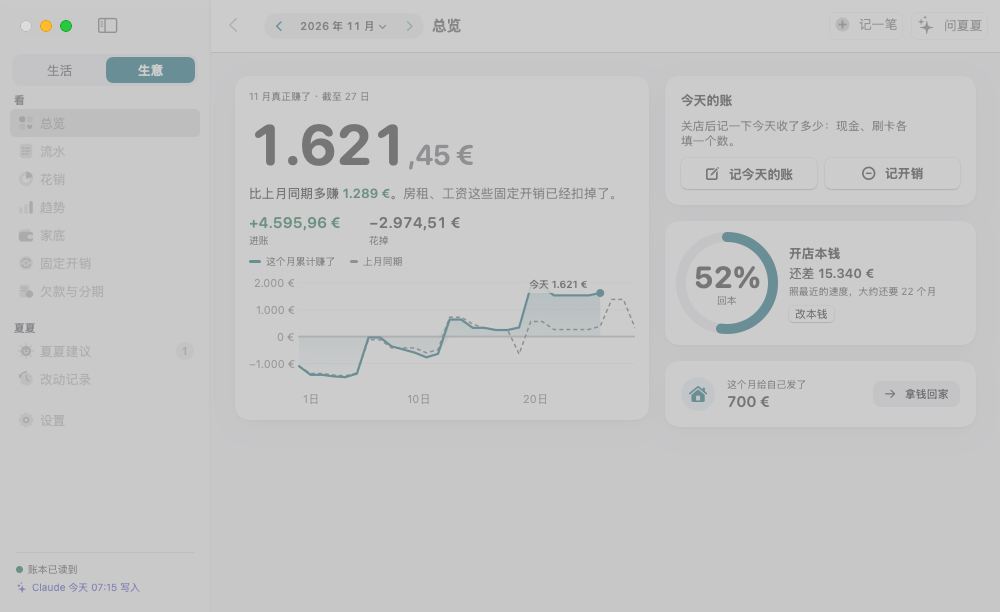 生活
生意
看
总览
流水
花销
趋势
家底
固定开销
欠款与分期
夏夏
夏夏建议
1
改动记录
设置
账本已读到
Claude 今天 07:15 写入
2026 年 11 月
总览
记一笔
问夏夏
11 月真正赚了 · 截至 27 日
1.621,45 €
比上月同期多赚 1.289 €。房租、工资这些固定开销已经扣掉了。
+4.595,96 €
进账
−2.974,51 €
花掉
这个月累计赚了
上月同期
今天 1.621 €
2.000 €
1.000 €
0 €
−1.000 €
1日
10日
20日
今天的账
关店后记一下今天收了多少：现金、刷卡各
填一个数。
记今天的账
记开销
52%
回本
开店本钱
还差 15.340 €
照最近的速度，大约还要 22 个月
改本钱
这个月给自己发了
700 €
拿钱回家